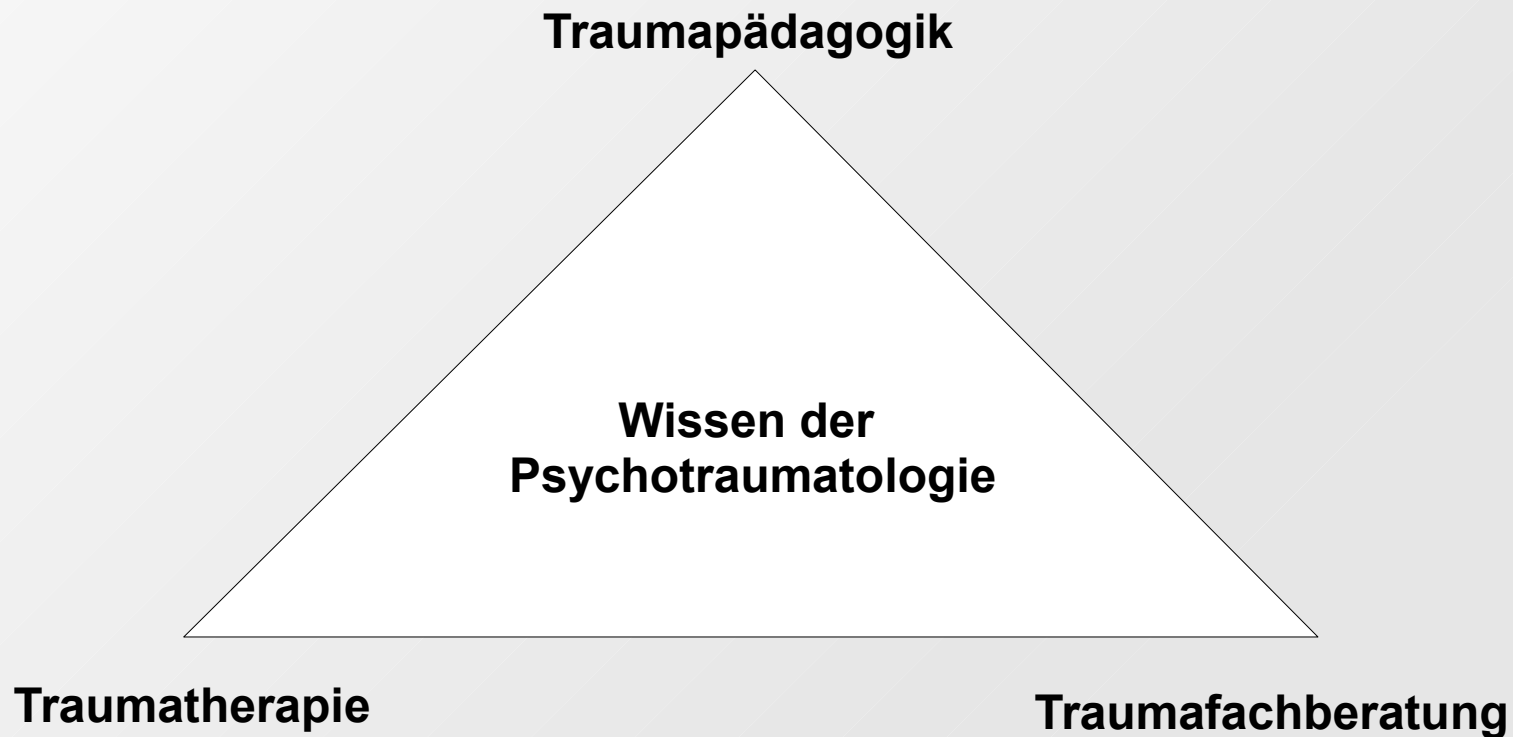 Traumapädagogik
Wissen der
Psychotraumatologie
Traumatherapie
Traumafachberatung